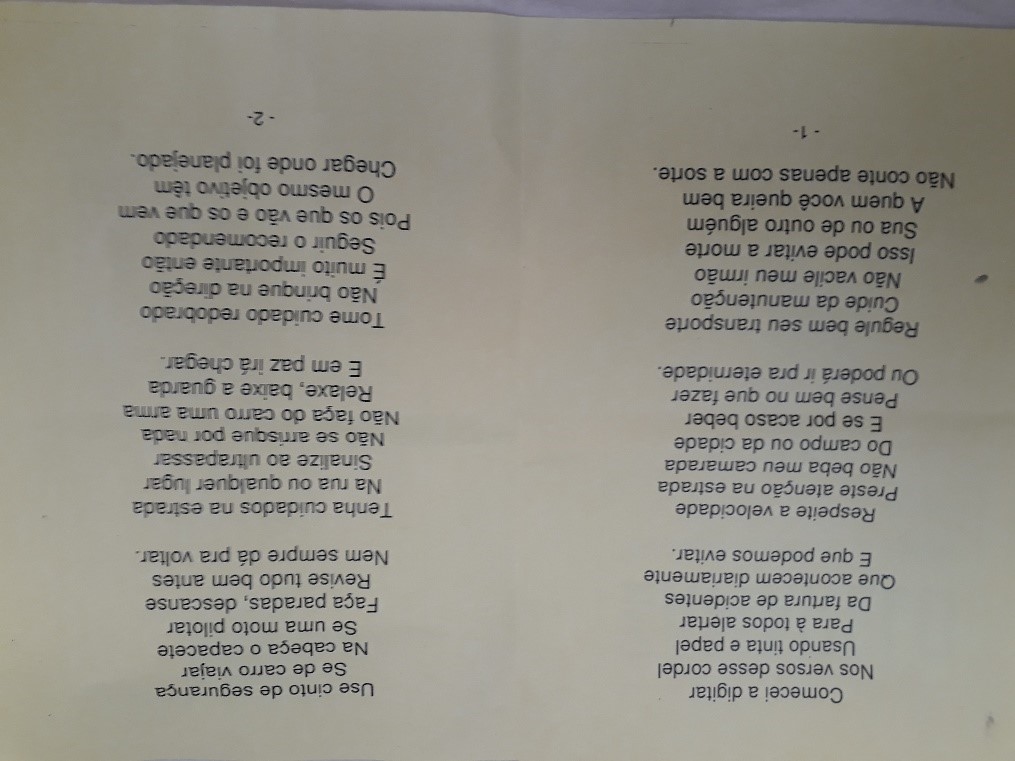 Comecei a digitar
Nos versos desse cordel
Usando tinta e papel
Para à todos alertar
Da fartura de acidentes
Que acontecem diariamente
E que podemos evitar.
Respeite a velocidade
Preste atenção na estrada
Não beba meu camarada
Do campo ou da cidade
E se por acaso beber
Pense bem no que fazer
Ou poderá ir pra eternidade.
Regule bem seu transporte
Cuide da manutenção
Não vacile meu irmão
Isso pode evitar a morte
Sua ou de outro alguém
A quem você queira bem
Não conte apenas com a sorte.
- 1-
Use cinto de segurança
Se de carro viajar
Na cabeça o capacete
Se uma moto pilotar
Faça paradas, descanse
Revise tudo bem antes
Nem sempre dá pra voltar.
Tenha cuidados na estrada
Na rua ou qualquer lugar
Sinalize ao ultrapassar
Não se arrisque por nada
Não faça do carro uma arma
Relaxe, baixe a guarda
E em paz irá chegar.
Tome cuidado redobrado
Não brinque na direção
É muito importante então
Seguir o recomendado
Pois os que vão e os que vem
O mesmo objetivo têm
Chegar onde foi planejado.
- 2-